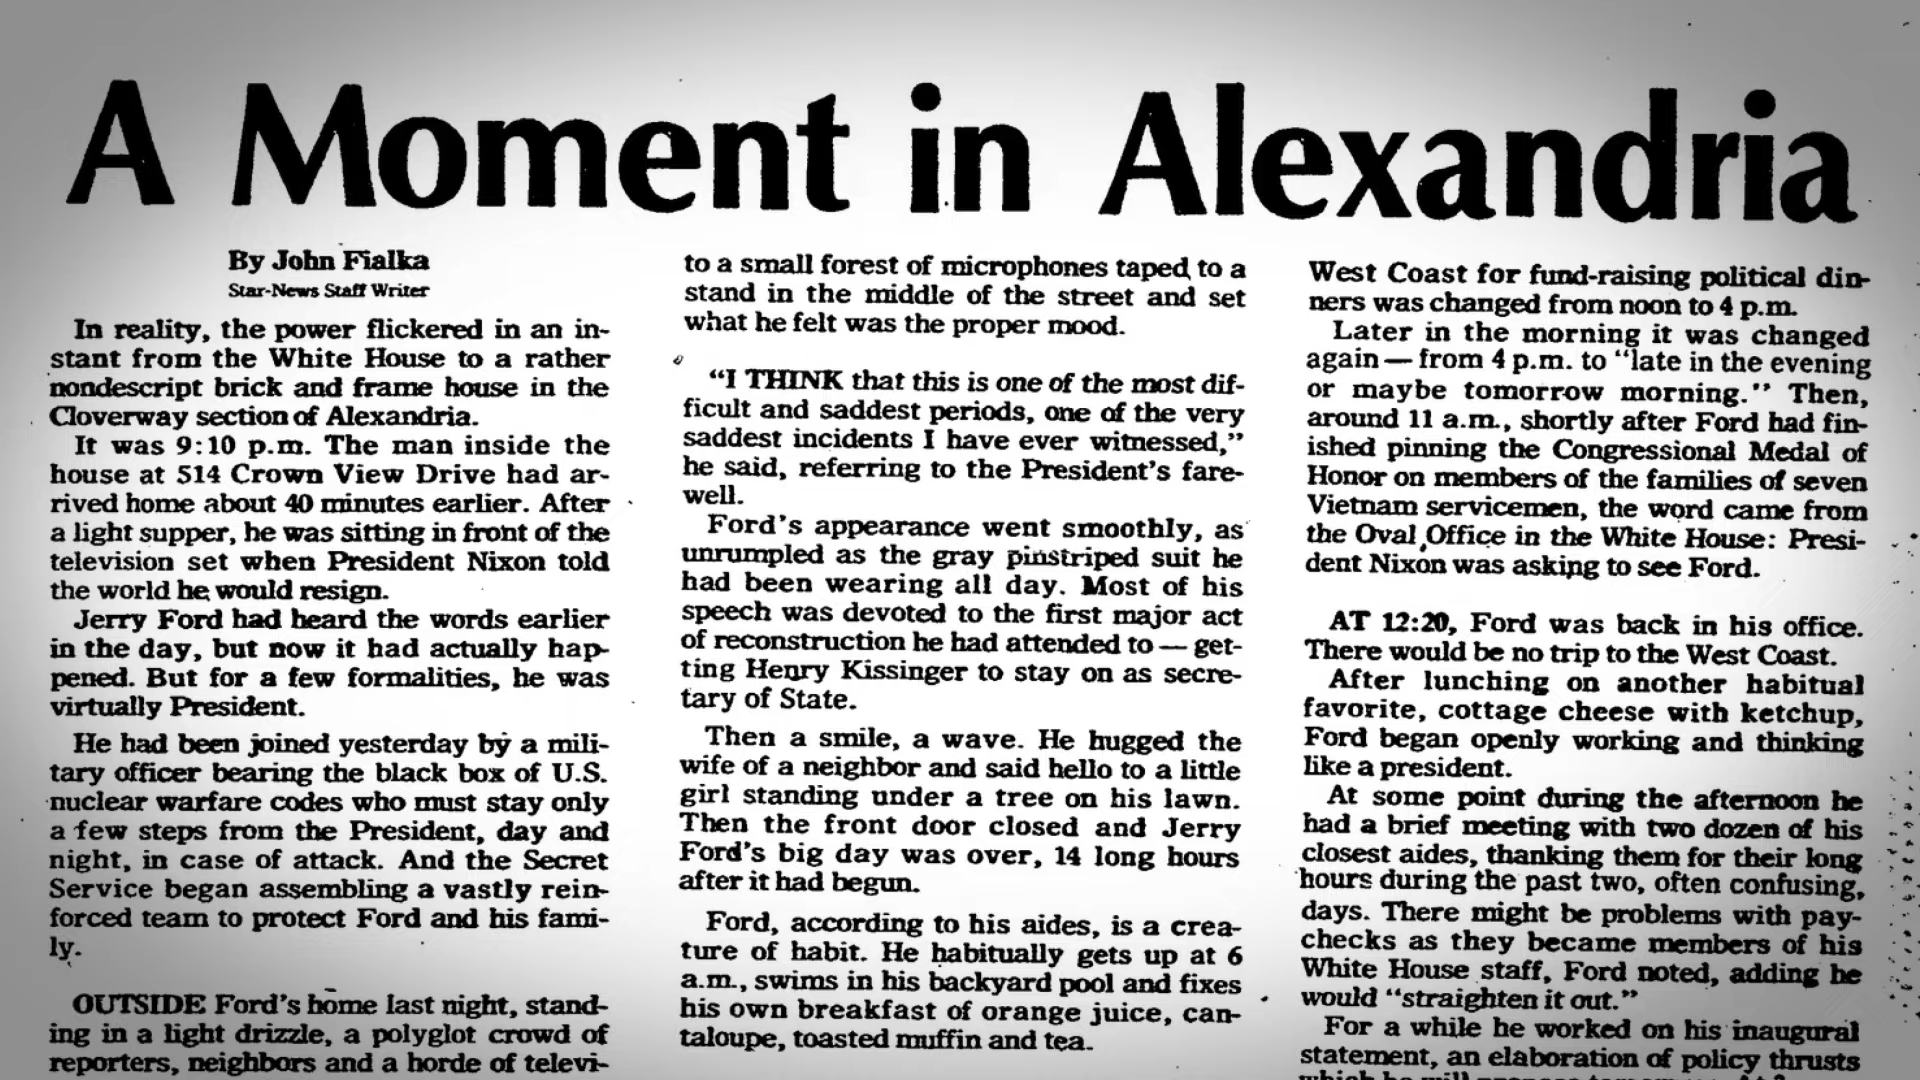 A Moment in Alexandria
By John Fialka
Star-News Staff Writer
In reality, the power flickered in an in-
stant from the White House to a rather
nondescript brick and frame house in the
Cloverway section of Alexandria.
It was 9:10 p.m. The man inside the
house at 514 Crown View Drive had ar-
rived home about 40 minutes earlier. After
a light supper, he was sitting in front of the
television set when President Nixon told
the world he would resign.
Jerry Ford had heard the words earlier
in the day, but now it had actually hap-
pened. But for a few formalities, he was
virtually President.
He had been joined yesterday by a mili-
tary officer bearing the black box of U.S.
nuclear warfare codes who must stay only
a few steps from the President, day and
night, in case of attack. And the Secret
Service began assembling a vastly rein-
forced team to protect Ford and his fami-
ly.
OUTSIDE Ford's home last night, stand-
ing in a light drizzle, a polyglot crowd of
reporters, neighbors and a horde of televi-
to a small forest of microphones taped to a
stand in the middle of the street and set
what he felt was the proper mood.
"I THINK that this is one of the most dif-
ficult and saddest periods, one of the very
saddest incidents I have ever witnessed,"
he said, referring to the President's fare-
well.
Ford's appearance went smoothly, as
unrumpled as the gray pinstriped suit he
had been wearing all day. Most of his
speech was devoted to the first major act
of reconstruction he had attended to — get-
ting Henry Kissinger to stay on as secre-
tary of State.
Then a smile, a wave. He hugged the
wife of a neighbor and said hello to a little
girl standing under a tree on his lawn.
Then the front door closed and Jerry
Ford's big day was over, 14 long hours
after it had begun.
Ford, according to his aides, is a crea-
ture of habit. He habitually gets up at 6
a.m., swims in his backyard pool and fixes
his own breakfast of orange juice, can-
taloupe, toasted muffin and tea.
West Coast for fund-raising political din-
ners was changed from noon to 4 p.m.
Later in the morning it was changed
again — from 4 p.m. to "late in the evening
or maybe tomorrow morning." Then,
around 11 a.m., shortly after Ford had fin-
ished pinning the Congressional Medal of
Honor on members of the families of seven
Vietnam servicemen, the word came from
the Oval Office in the White House: Presi-
dent Nixon was asking to see Ford.
AT 12:20, Ford was back in his office.
There would be no trip to the West Coast.
After lunching on another habitual
favorite, cottage cheese with ketchup,
Ford began openly working and thinking
like a president.
At some point during the afternoon he
had a brief meeting with two dozen of his
closest aides, thanking them for their long
hours during the past two, often confusing,
days. There might be problems with pay-
checks as they became members of his
White House staff, Ford noted, adding he
would "straighten it out."
For a while he worked on his inaugural
statement, an elaboration of policy thrusts